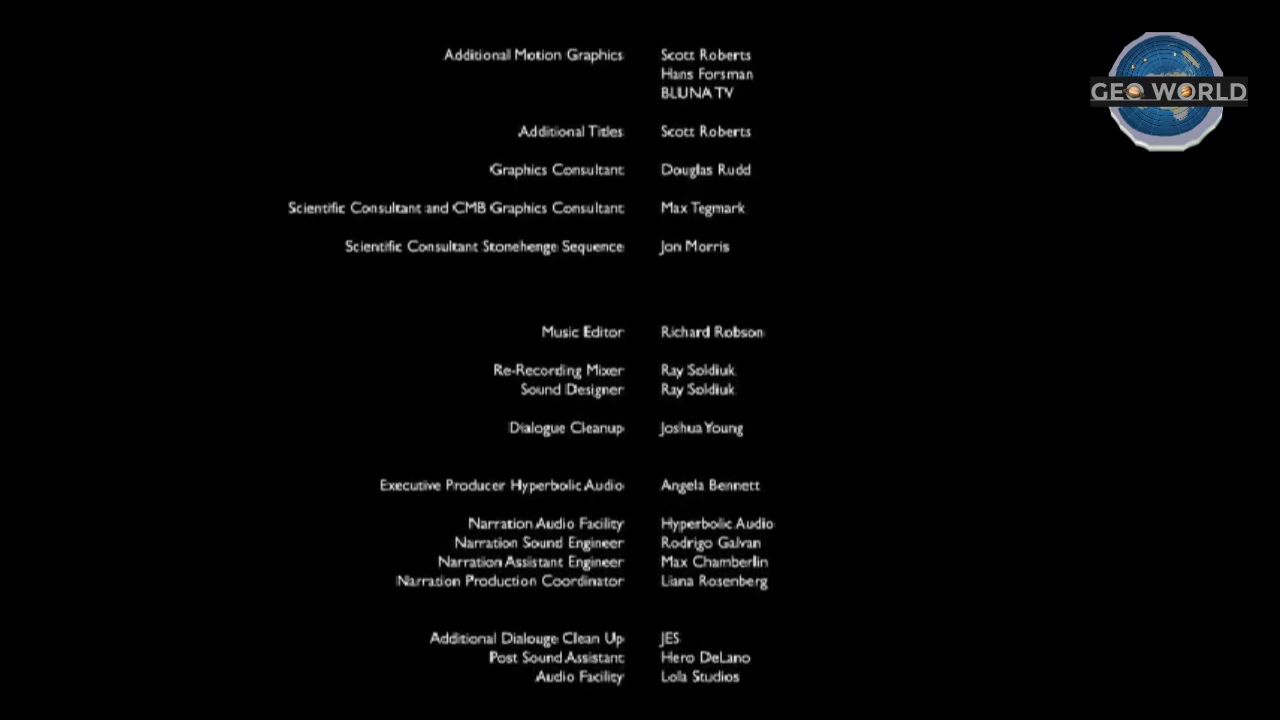 Additional Motion Graphics Scott Roberts
Hans Forsman
BLUNA TV
Additional Titles Scott Roberts
Graphics Consultant Douglas Rudd
Scientific Consultant and CMB Graphics Consultant Max Tegmark
Scientific Consultant Stonehenge Sequence Jon Morris
Music Editor Richard Robson
Re-Recording Mixer Ray Soldiuk
Sound Designer Ray Soldiuk
Dialogue Cleanup Joshua Young
Executive Producer Hyperbolic Audio Angela Bennett
Narration Audio Facility Hyperbolic Audio
Narration Sound Engineer Rodrigo Galvan
Narration Assistant Engineer Max Chamberlin
Narration Production Coordinator Liana Rosenberg
Additional Dialouge Clean Up JES
Post Sound Assistant Hero DeLano
Audio Facility Lola Studios
GEO WORLD